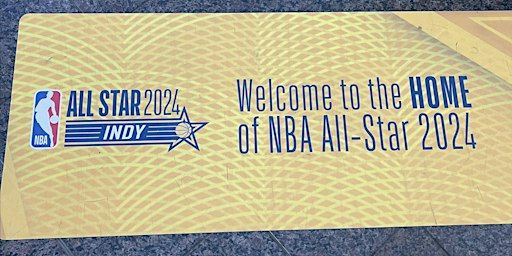 ALL STAR 2024
INDY
NBA
Welcome to the HOME
of NBA All-Star 2024